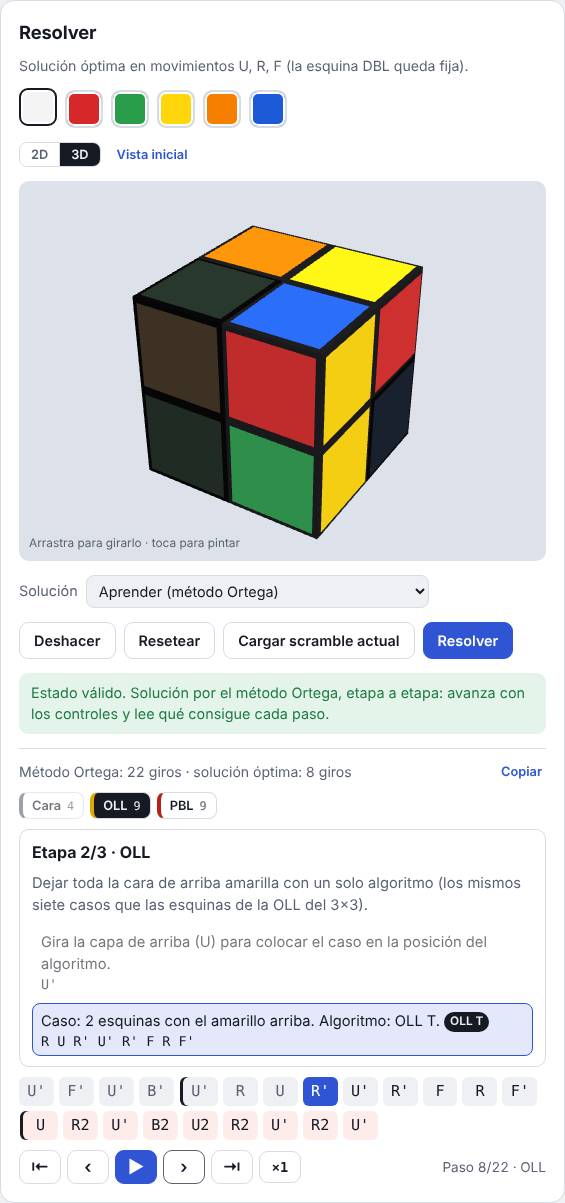 Resolver
Solución óptima en movimientos U, R, F (la esquina DBL queda fija).
2D 3D Vista inicial
Arrastra para girarlo · toca para pintar
Solución Aprender (método Ortega)
Deshacer Resetear Cargar scramble actual Resolver
Estado válido. Solución por el método Ortega, etapa a etapa: avanza con
los controles y lee qué consigue cada paso.
Método Ortega: 22 giros · solución óptima: 8 giros Copiar
Cara 4 OLL 9 PBL 9
Etapa 2/3 · OLL
Dejar toda la cara de arriba amarilla con un solo algoritmo (los mismos
siete casos que las esquinas de la OLL del 3×3).
Gira la capa de arriba (U) para colocar el caso en la posición del
algoritmo.
U'
Caso: 2 esquinas con el amarillo arriba. Algoritmo: OLL T. OLL T
R U R' U' R' F R F'
U' F' U' B' U' R U R' U' R' F R F'
U R2 U' B2 U2 R2 U' R2 U'
×1 Paso 8/22 · OLL